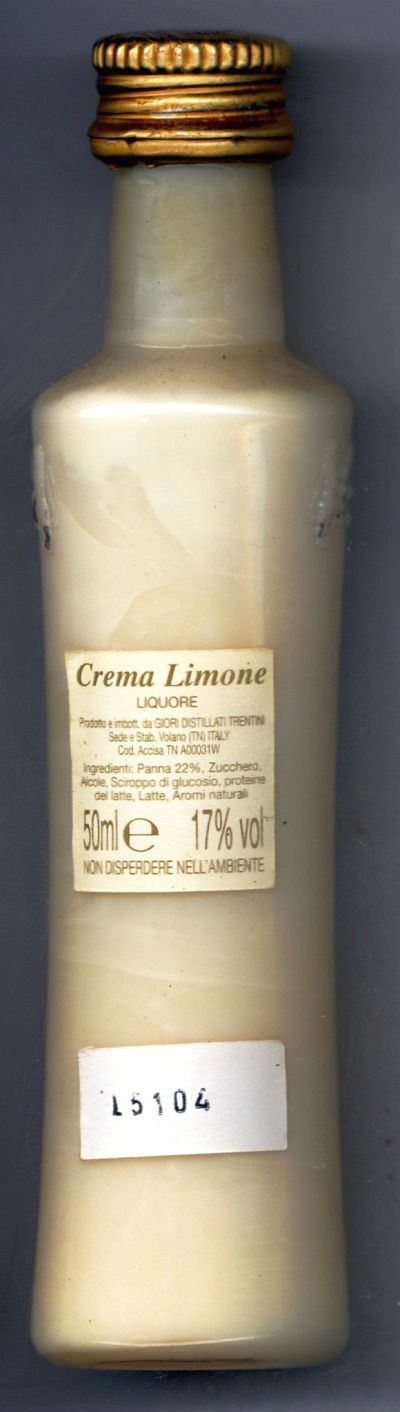 Crema Limone
LIQUORE
Prodotto e imbott. da GIORI DISTILLATI TRENTINI
Sede e Stab. Volano (TN) ITALY
Cod. Accisa TN A00031W
Ingredienti: Panna 22%, Zucchero,
Alcole, Sciroppo di glucosio, proteine
del latte, Latte, Aromi naturali
50ml e 17% vol
NON DISPERDERE NELL'AMBIENTE
L5104